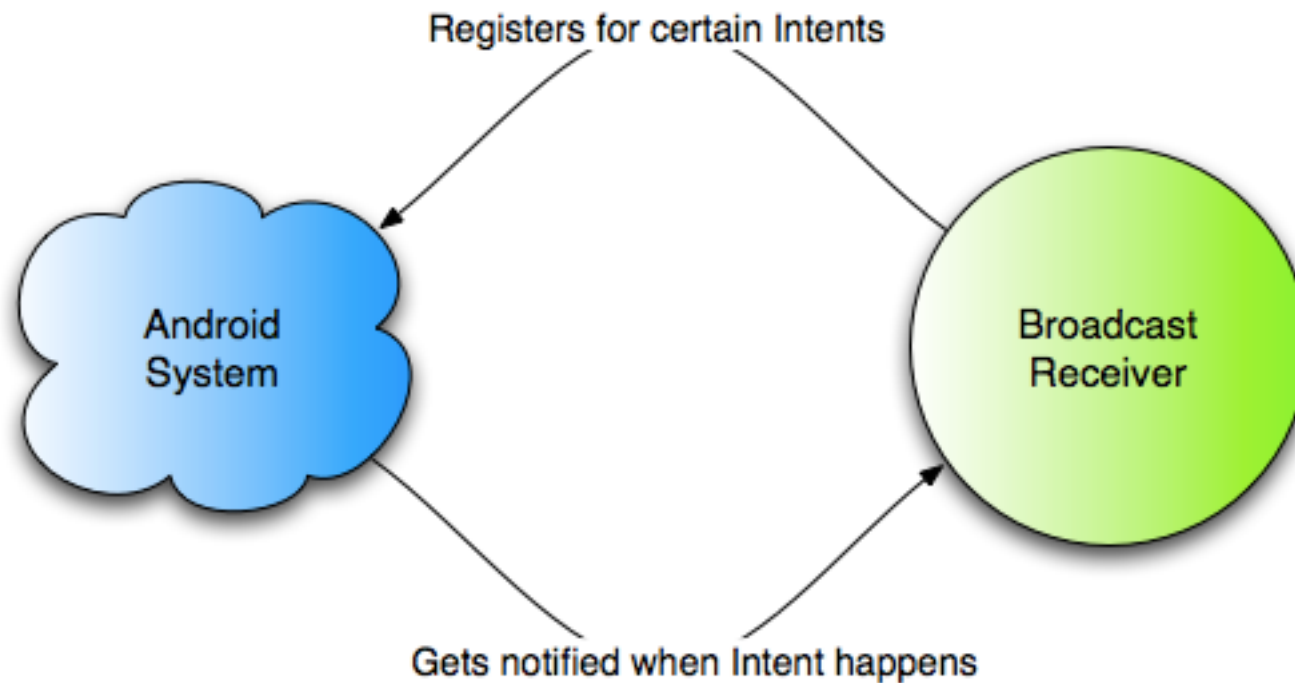 Registers for certain Intents
Android
System
Broadcast
Receiver
Gets notified when Intent happens